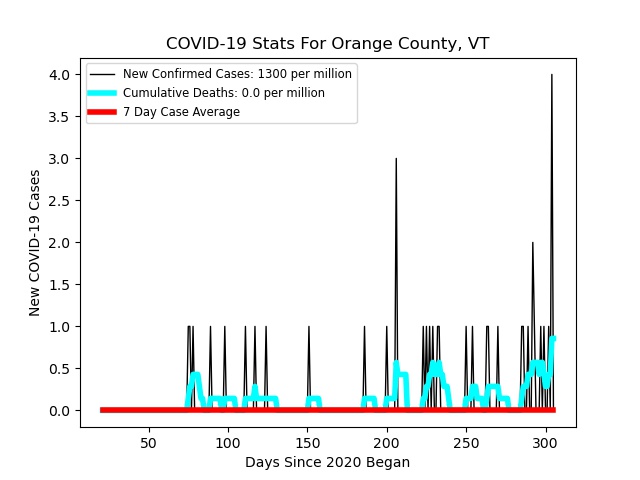 COVID-19 Stats For Orange County, VT
New Confirmed Cases: 1300 per million
Cumulative Deaths: 0.0 per million
7 Day Case Average
4.0
3.5
3.0
2.5
2.0
1.5
1.0
0.5
0.0
New COVID-19 Cases
50 100 150 200 250 300
Days Since 2020 Began